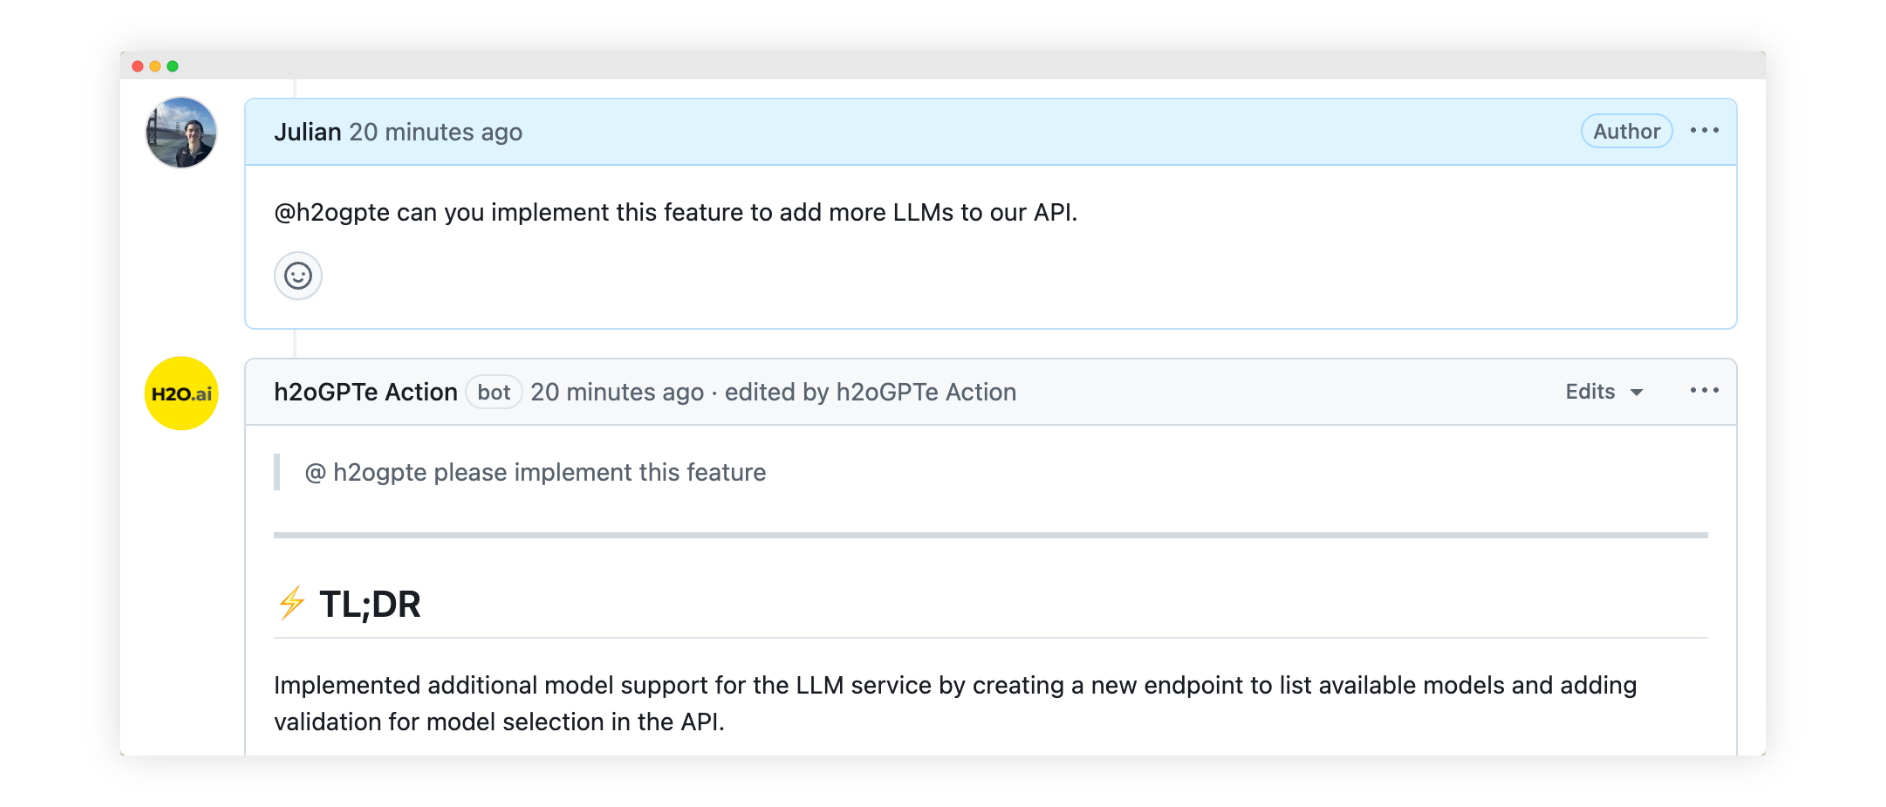 Julian 20 minutes ago Author
@h2ogpte can you implement this feature to add more LLMs to our API.
H2O.ai
h2oGPTe Action bot 20 minutes ago · edited by h2oGPTe Action Edits
@ h2ogpte please implement this feature
⚡ TL;DR
Implemented additional model support for the LLM service by creating a new endpoint to list available models and adding
validation for model selection in the API.